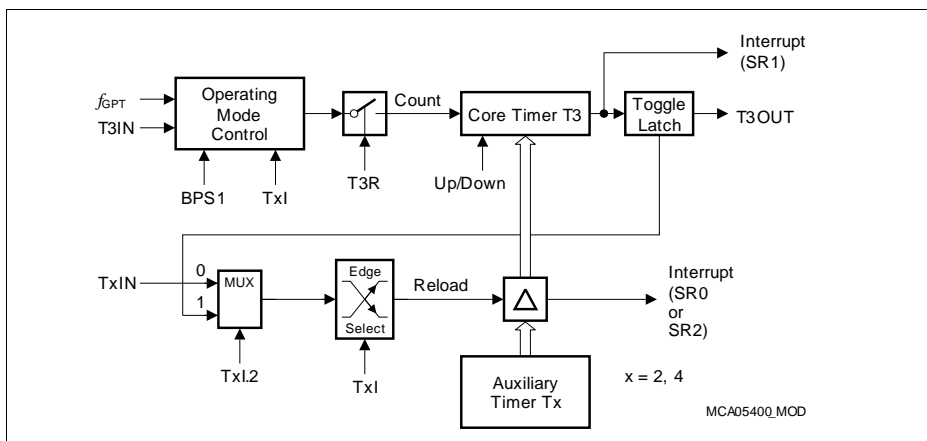 Interrupt
(SR1)
fGPT
T3IN
Operating
Mode
Control
Count
Core Timer T3
Toggle
Latch
T3OUT
BPS1
TxI
T3R
Up/Down
TxIN
0
1
MUX
Edge
Select
Reload
Δ
Interrupt
(SR0
or
SR2)
TxI.2
TxI
Auxiliary
Timer Tx
x = 2, 4
MCA05400_MOD